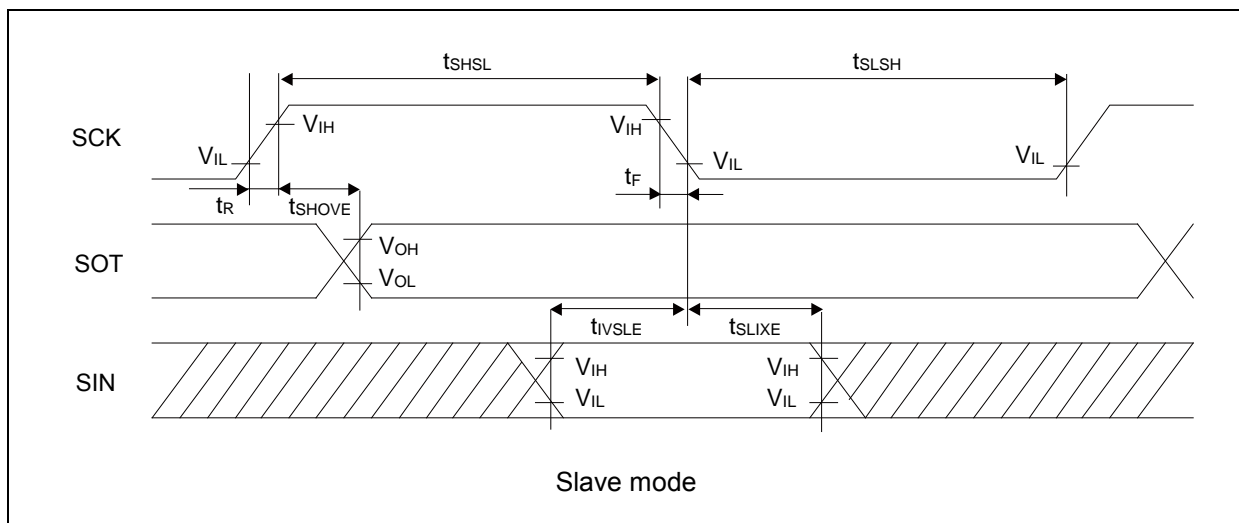 tSHSL
tSLSH
SCK
VIH
VIH
VIL
VIL
VIL
tF
tR
tSHOVE
SOT
VOH
VOL
tIVSLE
tSLIXE
SIN
VIH
VIH
VIL
VIL
Slave mode